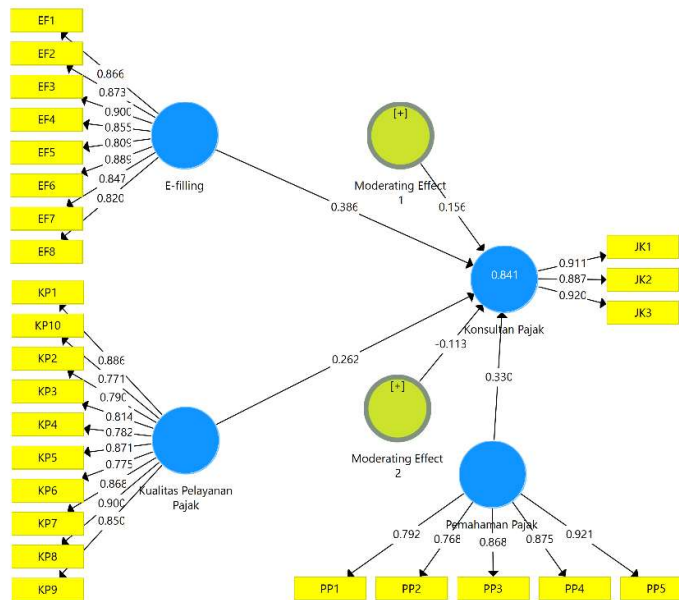 EF1
EF2
EF3
EF4
EF5
EF6
EF7
EF8
0.866
0.873
0.900
0.855
0.809
0.889
0.847
0.820
E-filling
[+]
Moderating Effect
1
0.386
0.156
0.841
Konsultan Pajak
0.911
0.887
0.920
JK1
JK2
JK3
KP1
KP10
KP2
KP3
KP4
KP5
KP6
KP7
KP8
KP9
0.886
0.771
0.790
0.814
0.782
0.871
0.775
0.868
0.900
0.850
Kualitas Pelayanan
Pajak
0.262
-0.113
0.330
[+]
Moderating Effect
2
Pemahaman Pajak
0.792
0.768
0.868
0.875
0.921
PP1
PP2
PP3
PP4
PP5